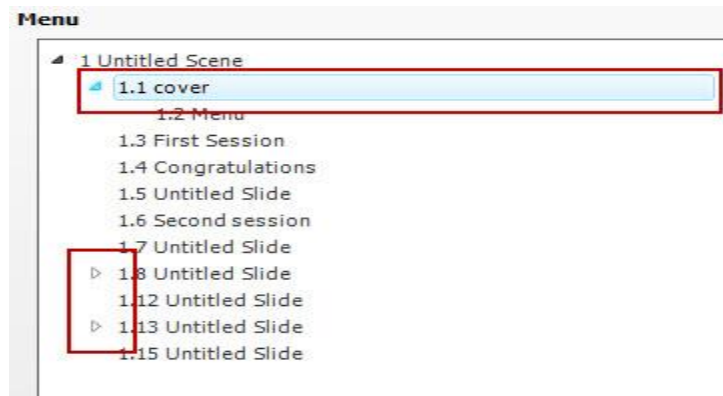 Menu
1 Untitled Scene
1.1 cover
1.2 Menu
1.3 First Session
1.4 Congratulations
1.5 Untitled Slide
1.6 Second session
1.7 Untitled Slide
1.8 Untitled Slide
1.12 Untitled Slide
1.13 Untitled Slide
1.15 Untitled Slide